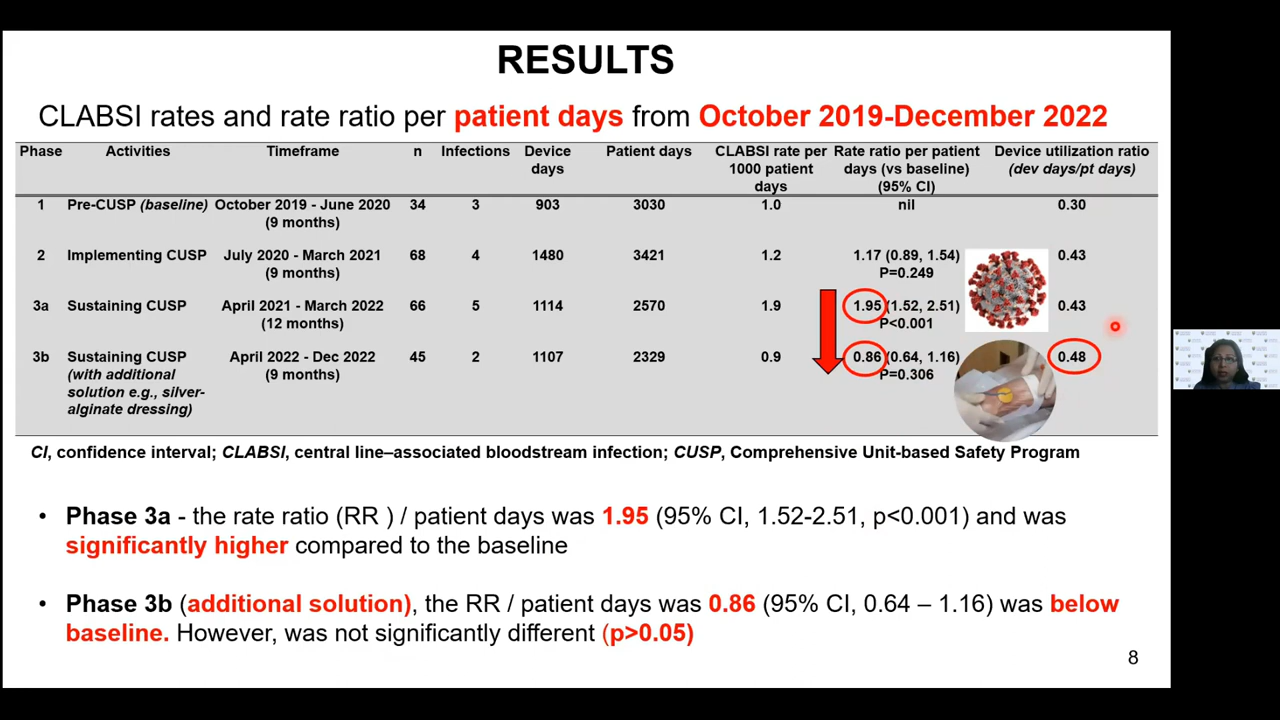 RESULTS
CLABSI rates and rate ratio per patient days from October 2019-December 2022
Phase Activities Timeframe n Infections Device days Patient days CLABSI rate per 1000 patient days Rate ratio per patient days (vs baseline) (95% CI) Device utilization ratio (dev days/pt days)
1 Pre-CUSP (baseline) October 2019 - June 2020 (9 months) 34 3 903 3030 1.0 nil 0.30
2 Implementing CUSP July 2020 - March 2021 (9 months) 68 4 1480 3421 1.2 1.17 (0.89, 1.54) P=0.249 0.43
3a Sustaining CUSP April 2021 - March 2022 (12 months) 66 5 1114 2570 1.9 1.95 (1.52, 2.51) P<0.001 0.43
3b Sustaining CUSP (with additional solution e.g., silver-alginate dressing) April 2022 - Dec 2022 (9 months) 45 2 1107 2329 0.9 0.86 (0.64, 1.16) P=0.306 0.48
CI, confidence interval; CLABSI, central line–associated bloodstream infection; CUSP, Comprehensive Unit-based Safety Program
• Phase 3a - the rate ratio (RR ) / patient days was 1.95 (95% CI, 1.52-2.51, p<0.001) and was
significantly higher compared to the baseline
• Phase 3b (additional solution), the RR / patient days was 0.86 (95% CI, 0.64 – 1.16) was below
baseline. However, was not significantly different (p>0.05)
8